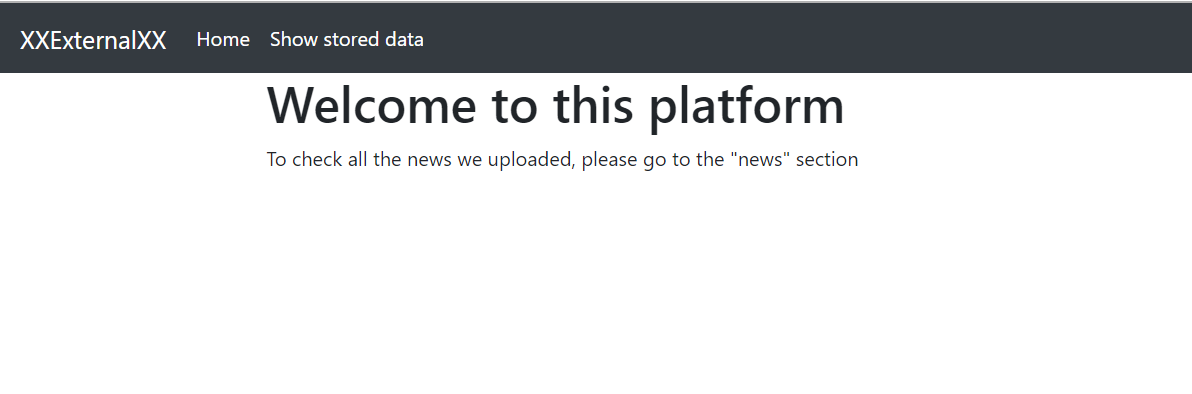 XXExternalXX Home Show stored data
Welcome to this platform
To check all the news we uploaded, please go to the "news" section